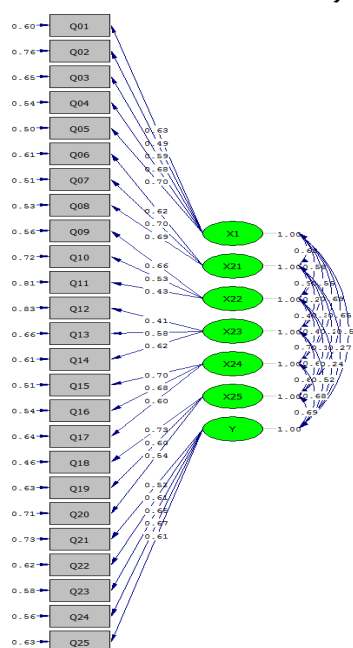 0.60 Q01
0.76 Q02
0.65 Q03
0.54 Q04
0.50 Q05
0.61 Q06
0.51 Q07
0.53 Q08
0.56 Q09
0.72 Q10
0.81 Q11
0.83 Q12
0.66 Q13
0.61 Q14
0.51 Q15
0.54 Q16
0.64 Q17
0.46 Q18
0.63 Q19
0.71 Q20
0.73 Q21
0.62 Q22
0.58 Q23
0.56 Q24
0.63 Q25
0.63
0.49
0.59
0.68
0.70
0.62
0.70
0.69
0.66
0.53
0.43
0.41
0.58
0.62
0.70
0.68
0.60
0.73
0.60
0.54
0.52
0.61
0.65
0.67
0.61
X1 1.00
X21 1.00
X22 1.00
X23 1.00
X24 1.00
X25 1.00
Y 1.00
0.69